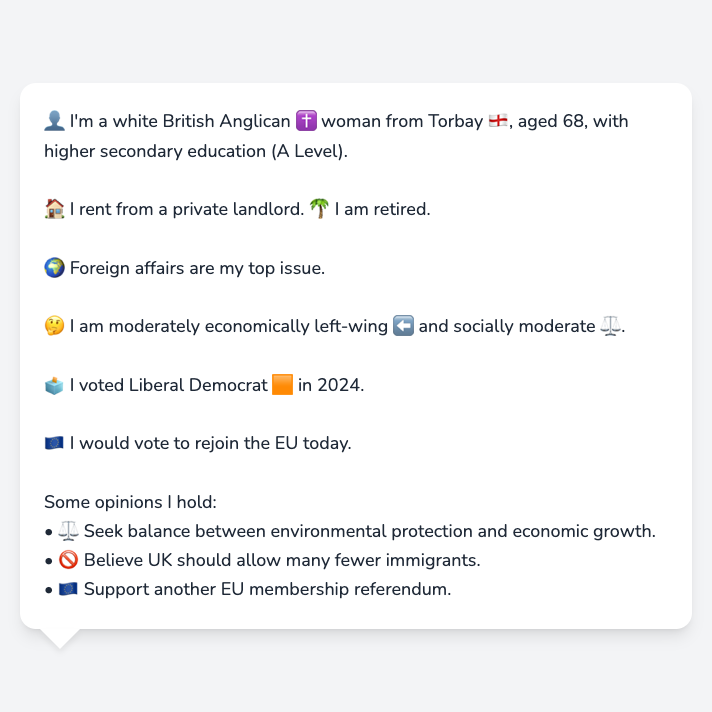 👤 I'm a white British Anglican ✝️ woman from Torbay 🏴󠁧󠁢󠁥󠁮󠁧󠁿, aged 68, with
higher secondary education (A Level).
🏠 I rent from a private landlord. 🌴 I am retired.
🌍 Foreign affairs are my top issue.
🤔 I am moderately economically left-wing ⬅️ and socially moderate ⚖️.
🗳️ I voted Liberal Democrat 🟧 in 2024.
🇪🇺 I would vote to rejoin the EU today.
Some opinions I hold:
• ⚖️ Seek balance between environmental protection and economic growth.
• 🚫 Believe UK should allow many fewer immigrants.
• 🇪🇺 Support another EU membership referendum.